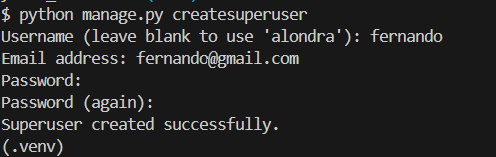 $ python manage.py createsuperuser
Username (leave blank to use 'alondra'): fernando
Email address: fernando@gmail.com
Password:
Password (again):
Superuser created successfully.
(.venv)